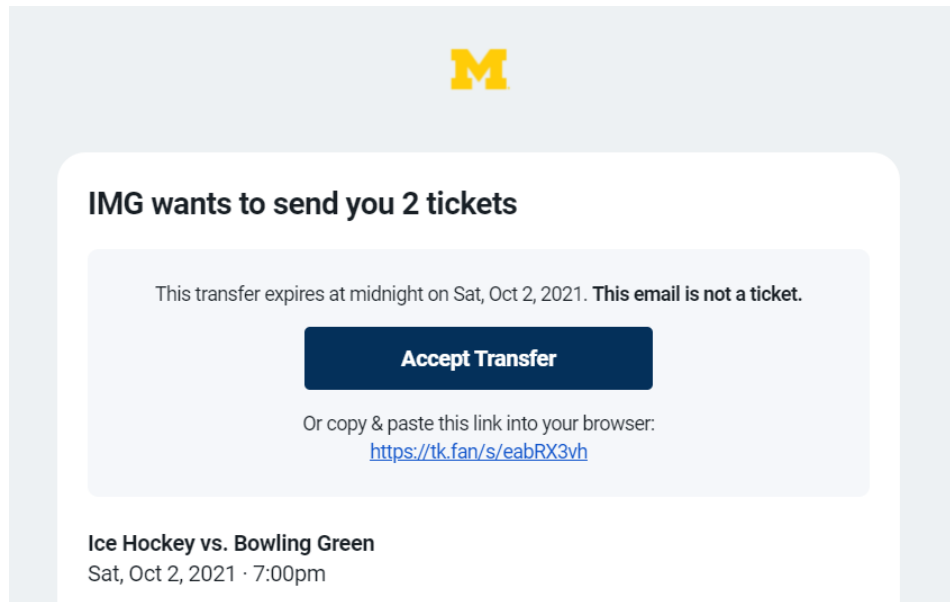 M
IMG wants to send you 2 tickets
This transfer expires at midnight on Sat, Oct 2, 2021. This email is not a ticket.
Accept Transfer
Or copy & paste this link into your browser:
https://tk.fan/s/eabRX3vh
Ice Hockey vs. Bowling Green
Sat, Oct 2, 2021 · 7:00pm